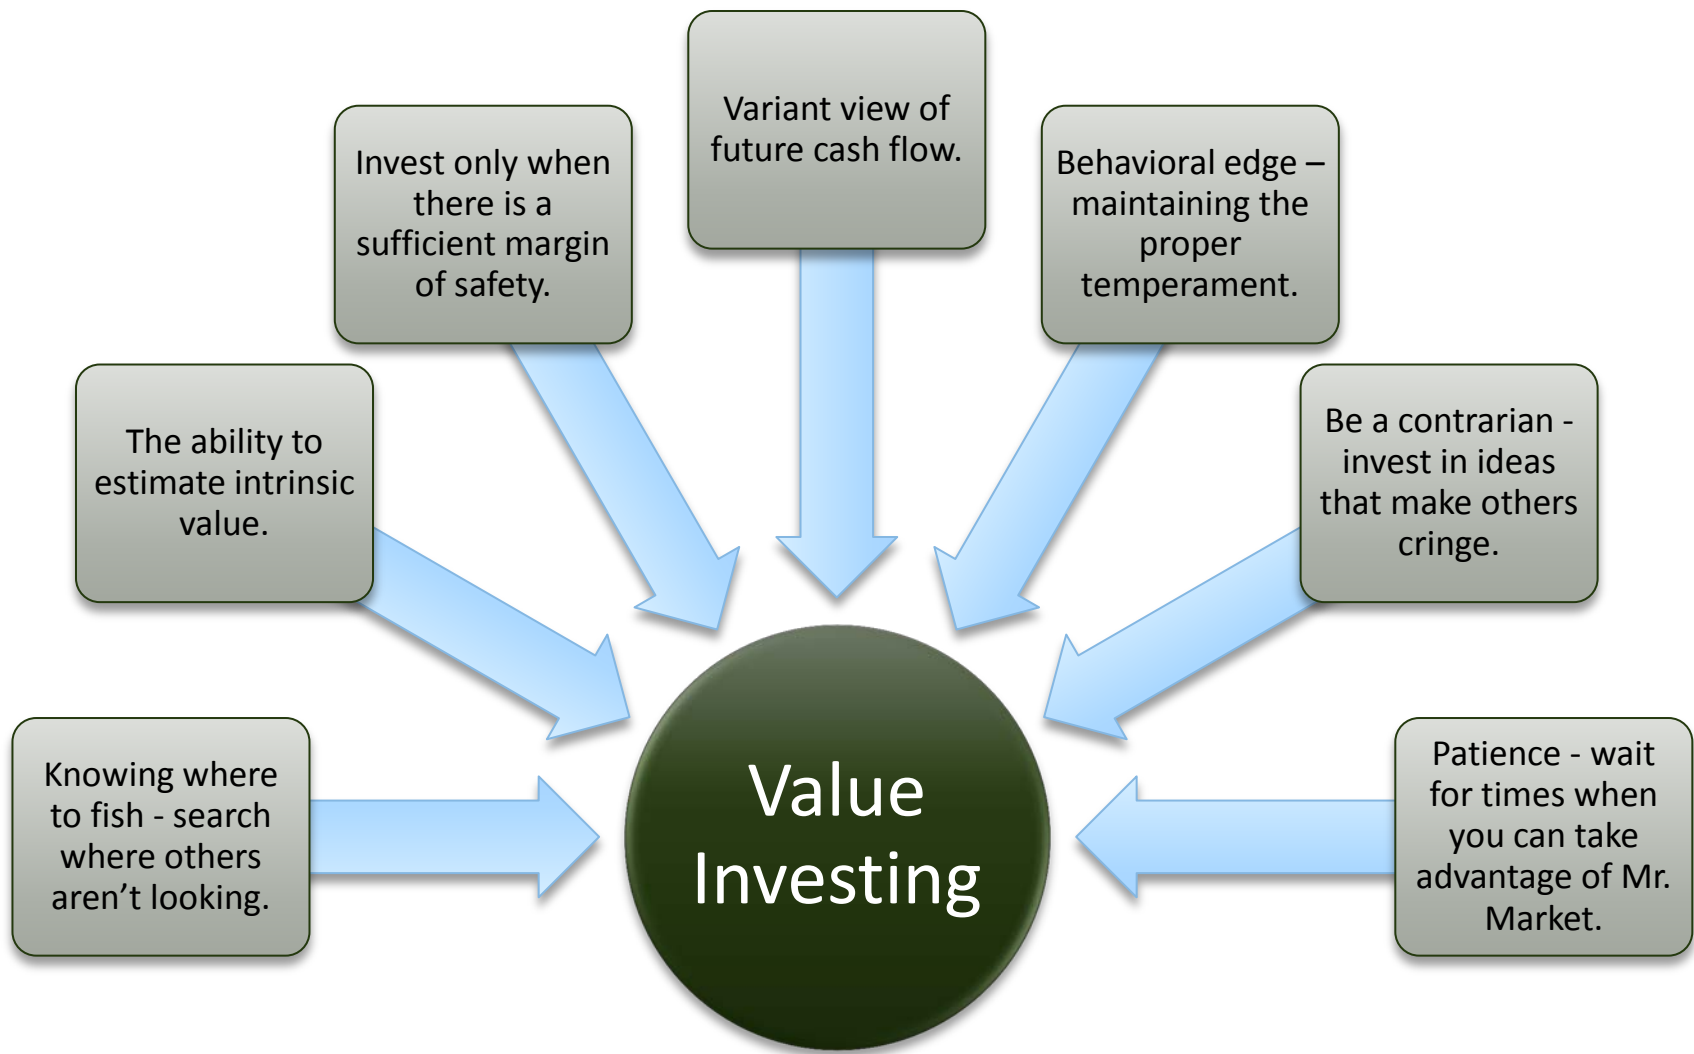 Knowing where
to fish - search
where others
aren’t looking.
The ability to
estimate intrinsic
value.
Invest only when
there is a
sufficient margin
of safety.
Variant view of
future cash flow.
Behavioral edge –
maintaining the
proper
temperament.
Be a contrarian -
invest in ideas
that make others
cringe.
Patience - wait
for times when
you can take
advantage of Mr.
Market.
Value
Investing